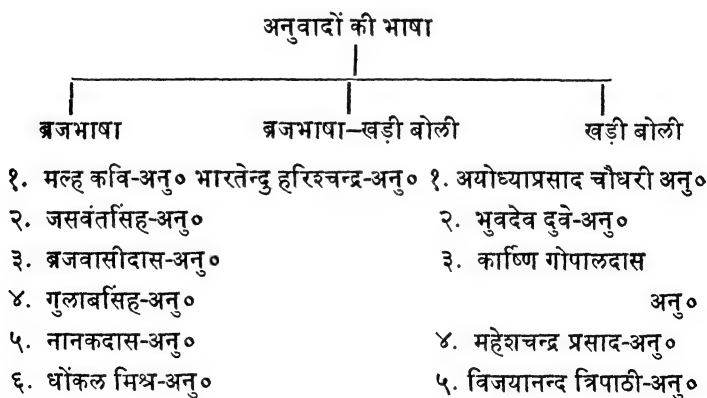 अनुवादों की भाषा
ब्रजभाषा ब्रजभाषा–खड़ी बोली खड़ी बोली
१. मल्ह कवि-अनु० भारतेन्दु हरिश्चन्द्र-अनु० १. अयोध्याप्रसाद चौधरी अनु०
२. जसवंतसिंह-अनु० २. भुवदेव दुवे-अनु०
३. ब्रजवासीदास-अनु० ३. कार्ष्णि गोपालदास
४. गुलाबसिंह-अनु० अनु०
५. नानकदास-अनु० ४. महेशचन्द्र प्रसाद-अनु०
६. धोंकल मिश्र-अनु० ५. विजयानन्द त्रिपाठी-अनु०